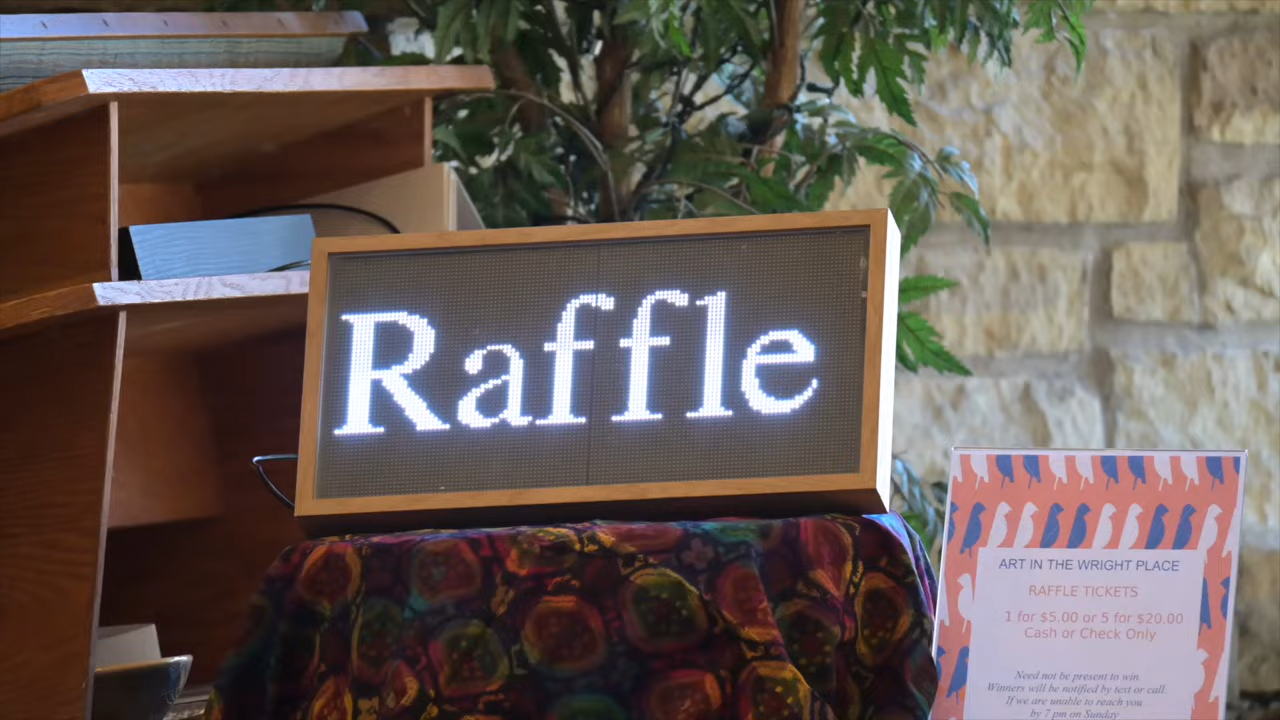 Raffle
ART IN THE WRIGHT PLACE
RAFFLE TICKETS
1 for $5.00 or 5 for $20.00
Cash or Check Only
Need not be present to win.
Winners will be notified by text or call.
If we are unable to reach you
by 7 pm on Sunday